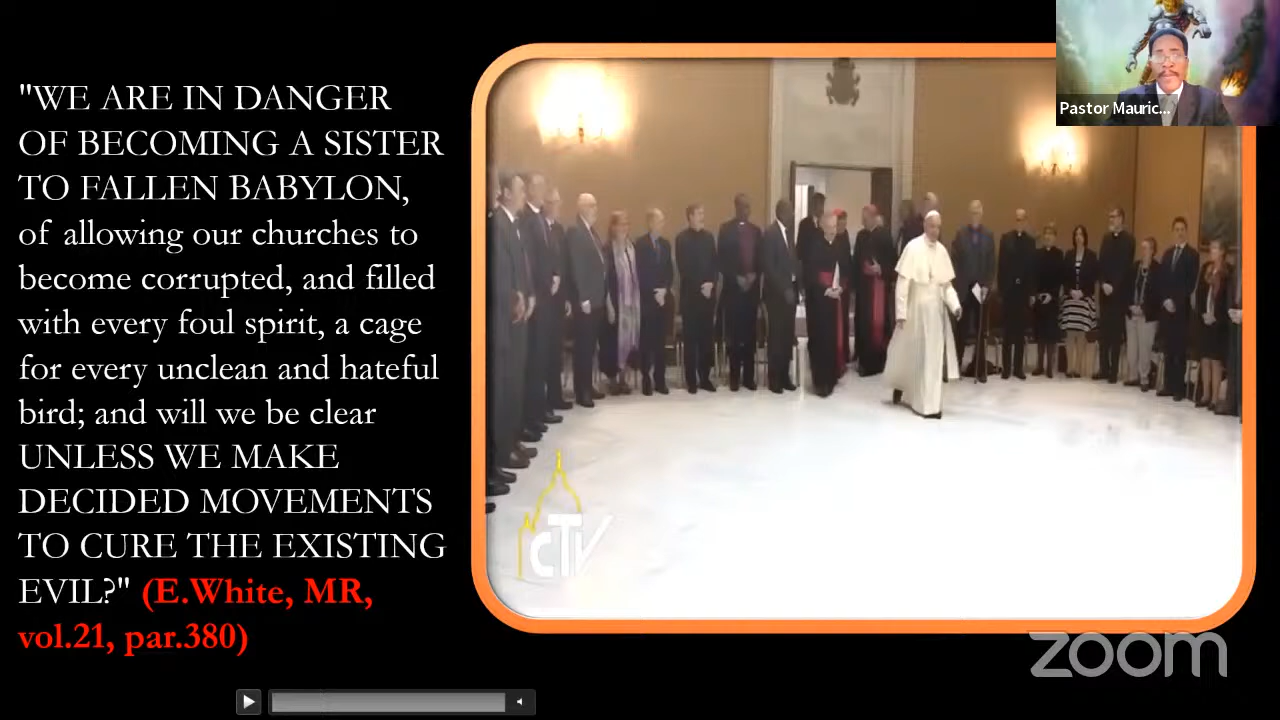 "WE ARE IN DANGER
OF BECOMING A SISTER
TO FALLEN BABYLON,
of allowing our churches to
become corrupted, and filled
with every foul spirit, a cage
for every unclean and hateful
bird; and will we be clear
UNLESS WE MAKE
DECIDED MOVEMENTS
TO CURE THE EXISTING
EVIL?" (E.White, MR,
vol.21, par.380)
Pastor Mauric...
CTV
zoom